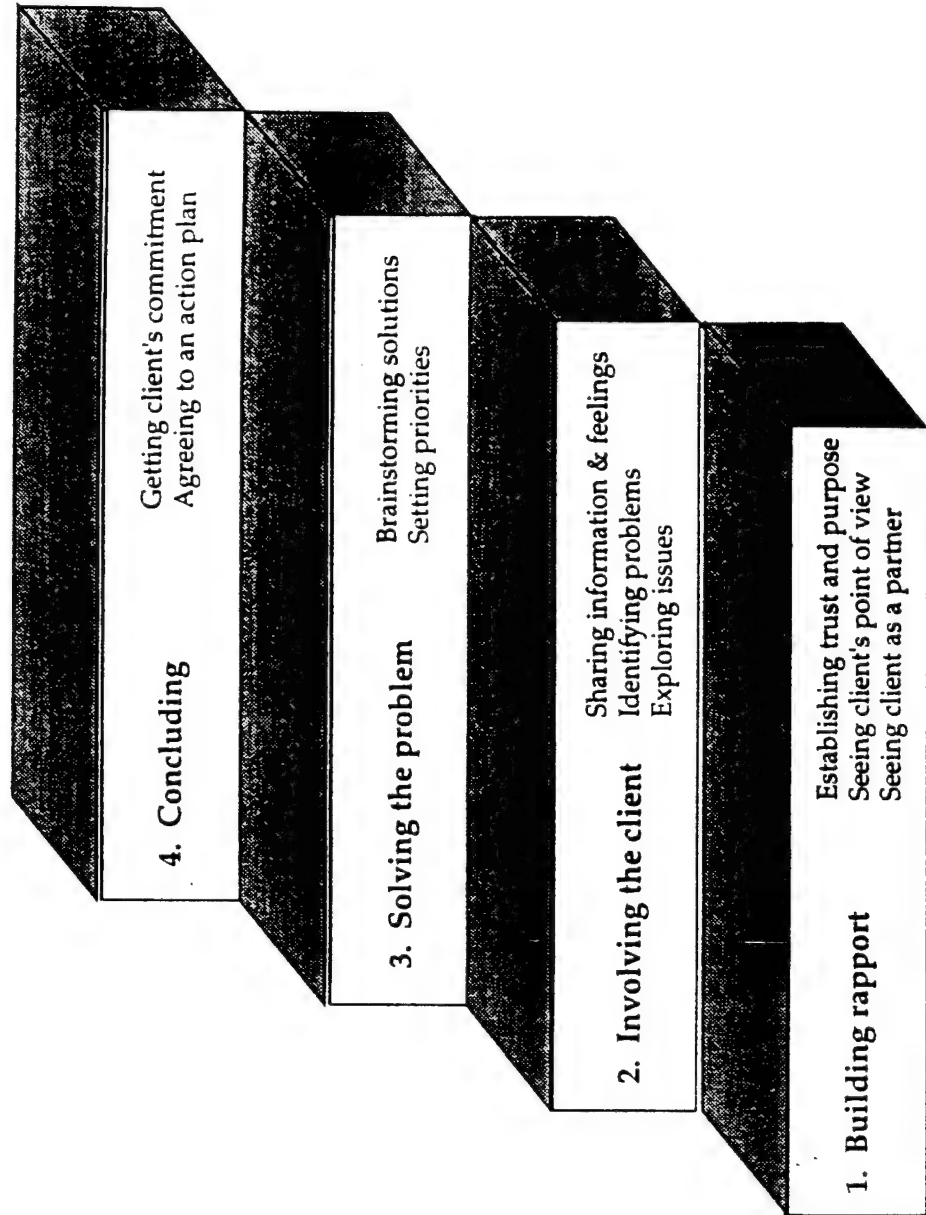 4. Concluding
Getting client's commitment
Agreeing to an action plan
3. Solving the problem
Brainstorming solutions
Setting priorities
2. Involving the client
Sharing information & feelings
Identifying problems
Exploring issues
1. Building rapport
Establishing trust and purpose
Seeing client's point of view
Seeing client as a partner